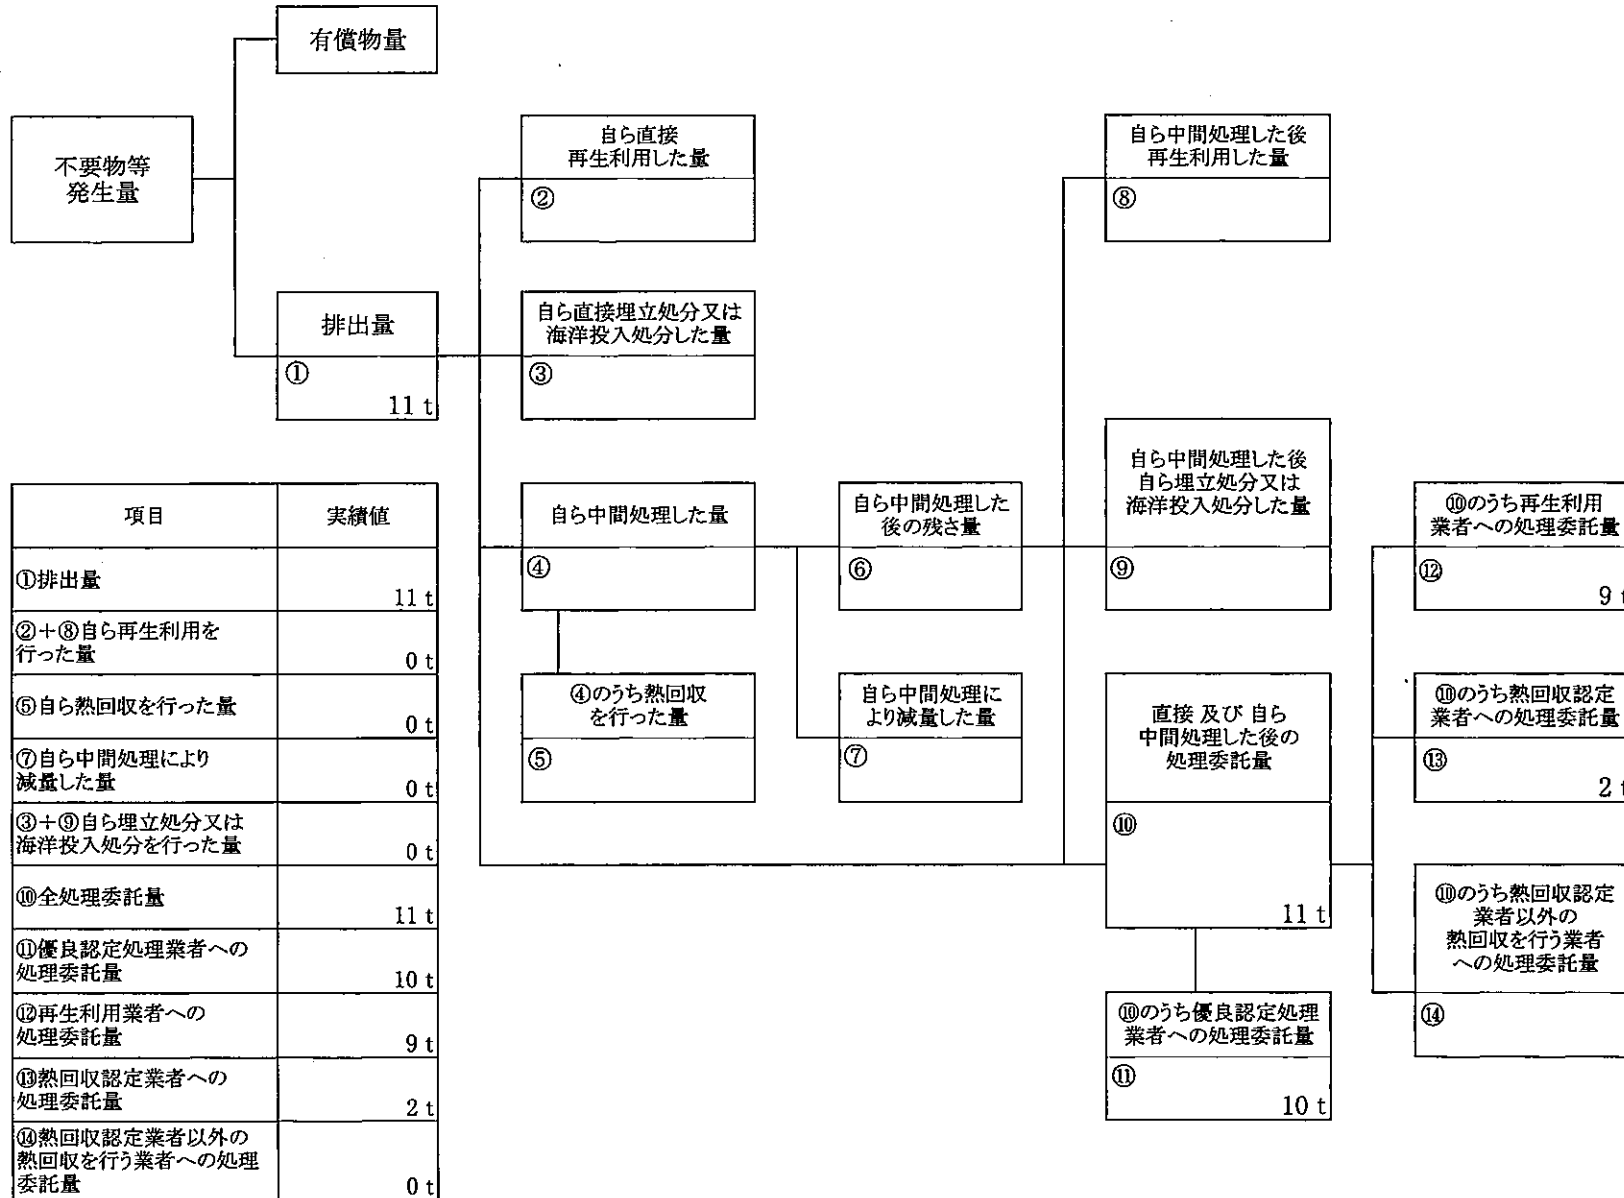 有償物量
不要物等
発生量
自ら直接
再生利用した量
②
自ら中間処理した後
再生利用した量
⑧
排出量
①
11 t
自ら直接埋立処分又は
海洋投入処分した量
③
自ら中間処理した量
④
自ら中間処理した
後の残さ量
⑥
自ら中間処理した後
自ら埋立処分又は
海洋投入処分した量
⑨
⑩のうち再生利用
業者への処理委託量
⑫
9 t
④のうち熱回収
を行った量
⑤
自ら中間処理に
より減量した量
⑦
直接 及び 自ら
中間処理した後の
処理委託量
⑩
11 t
⑩のうち熱回収認定
業者への処理委託量
⑬
2 t
⑩のうち熱回収認定
業者以外の
熱回収を行う業者
への処理委託量
⑭
⑩のうち優良認定処理
業者への処理委託量
⑪
10 t
項目 実績値
①排出量
11 t
②+⑧自ら再生利用を
行った量
0 t
⑤自ら熱回収を行った量
0 t
⑦自ら中間処理により
減量した量
0 t
③+⑨自ら埋立処分又は
海洋投入処分を行った量
0 t
⑩全処理委託量
11 t
⑪優良認定処理業者への
処理委託量
10 t
⑫再生利用業者への
処理委託量
9 t
⑬熱回収認定業者への
処理委託量
2 t
⑭熱回収認定業者以外の
熱回収を行う業者への処理
委託量
0 t